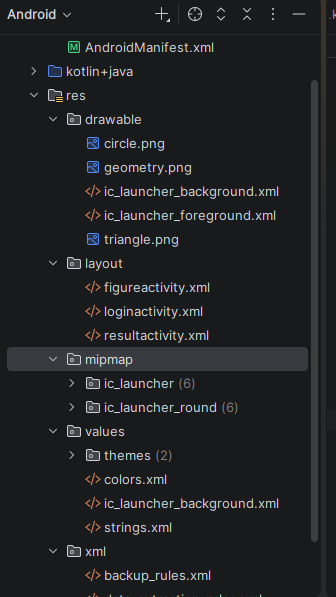 Android
AndroidManifest.xml
kotlin+java
res
drawable
circle.png
geometry.png
ic_launcher_background.xml
ic_launcher_foreground.xml
triangle.png
layout
figureactivity.xml
loginactivity.xml
resultactivity.xml
mipmap
ic_launcher (6)
ic_launcher_round (6)
values
themes (2)
colors.xml
ic_launcher_background.xml
strings.xml
xml
backup_rules.xml